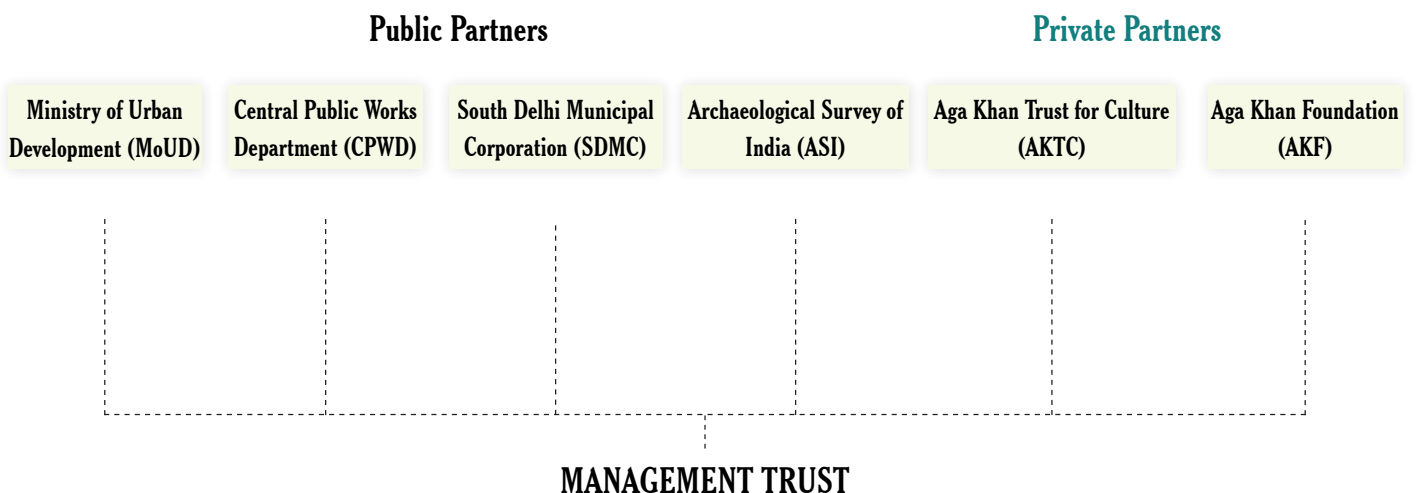 Public Partners
Private Partners
Ministry of Urban
Development (MoUD)
Central Public Works
Department (CPWD)
South Delhi Municipal
Corporation (SDMC)
Archaeological Survey of
India (ASI)
Aga Khan Trust for Culture
(AKTC)
Aga Khan Foundation
(AKF)
MANAGEMENT TRUST